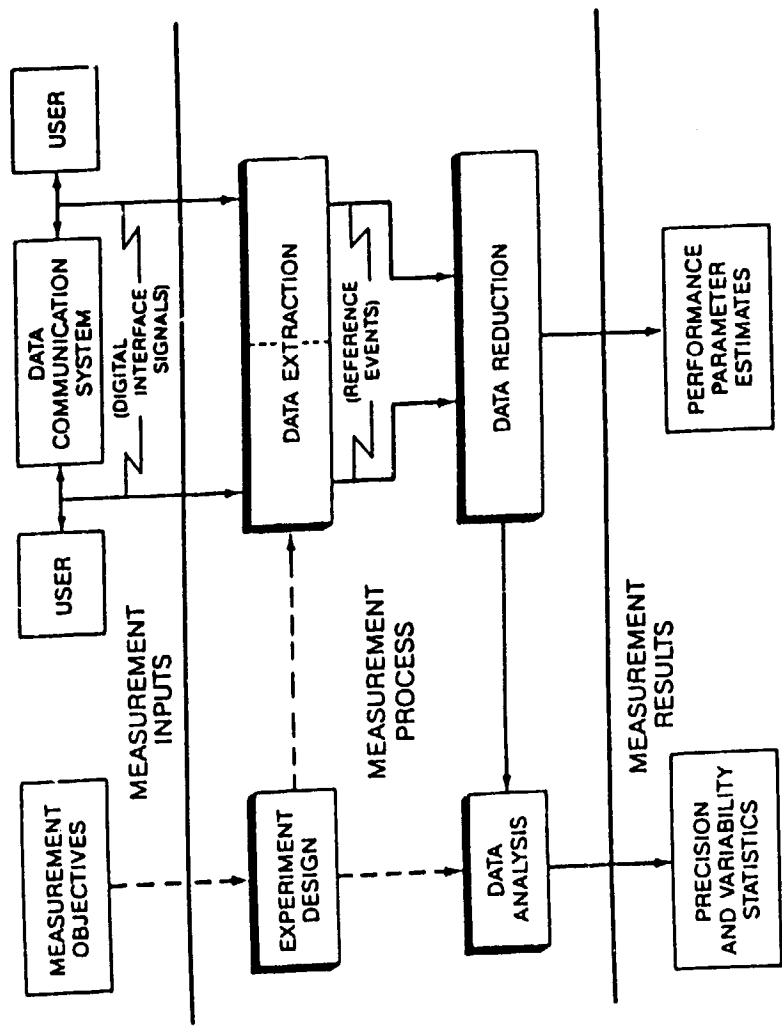 MEASUREMENT
OBJECTIVES
USER
DATA
COMMUNICATION
SYSTEM
USER
(DIGITAL
INTERFACE
SIGNALS)
MEASUREMENT
INPUTS
EXPERIMENT
DESIGN
DATA EXTRACTION
MEASUREMENT
PROCESS
(REFERENCE
EVENTS)
DATA
ANALYSIS
DATA REDUCTION
MEASUREMENT
RESULTS
PRECISION
AND VARIABILITY
STATISTICS
PERFORMANCE
PARAMETER
ESTIMATES